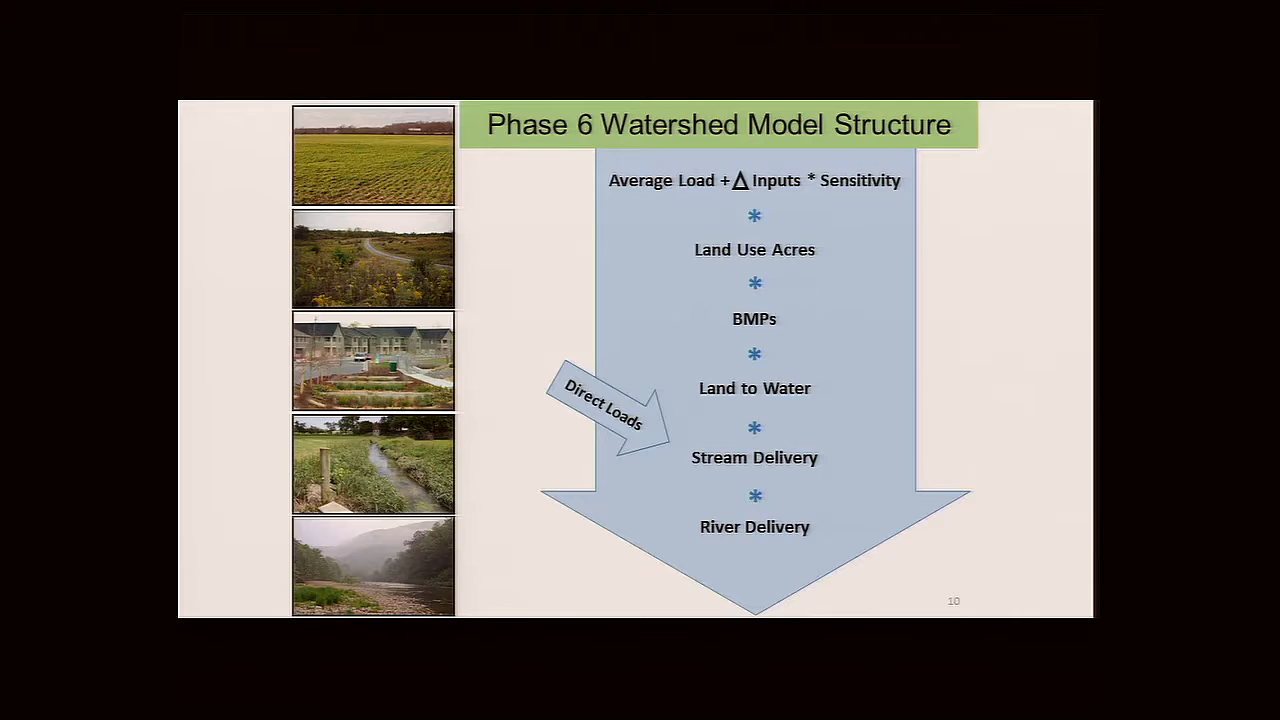 Phase 6 Watershed Model Structure
Average Load + Δ Inputs * Sensitivity
*
Land Use Acres
*
BMPs
*
Land to Water
*
Direct Loads
Stream Delivery
*
River Delivery
10